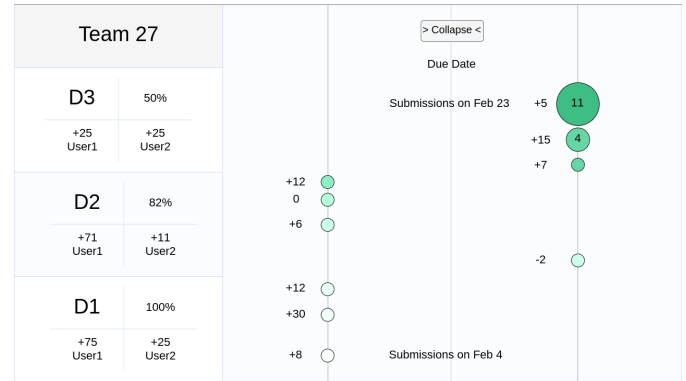 Team 27
> Collapse <
Due Date
D3
50%
+25
User1
+25
User2
Submissions on Feb 23
+5
11
+15
4
+7
D2
82%
+71
User1
+11
User2
+12
0
+6
-2
D1
100%
+75
User1
+25
User2
+12
+30
+8
Submissions on Feb 4